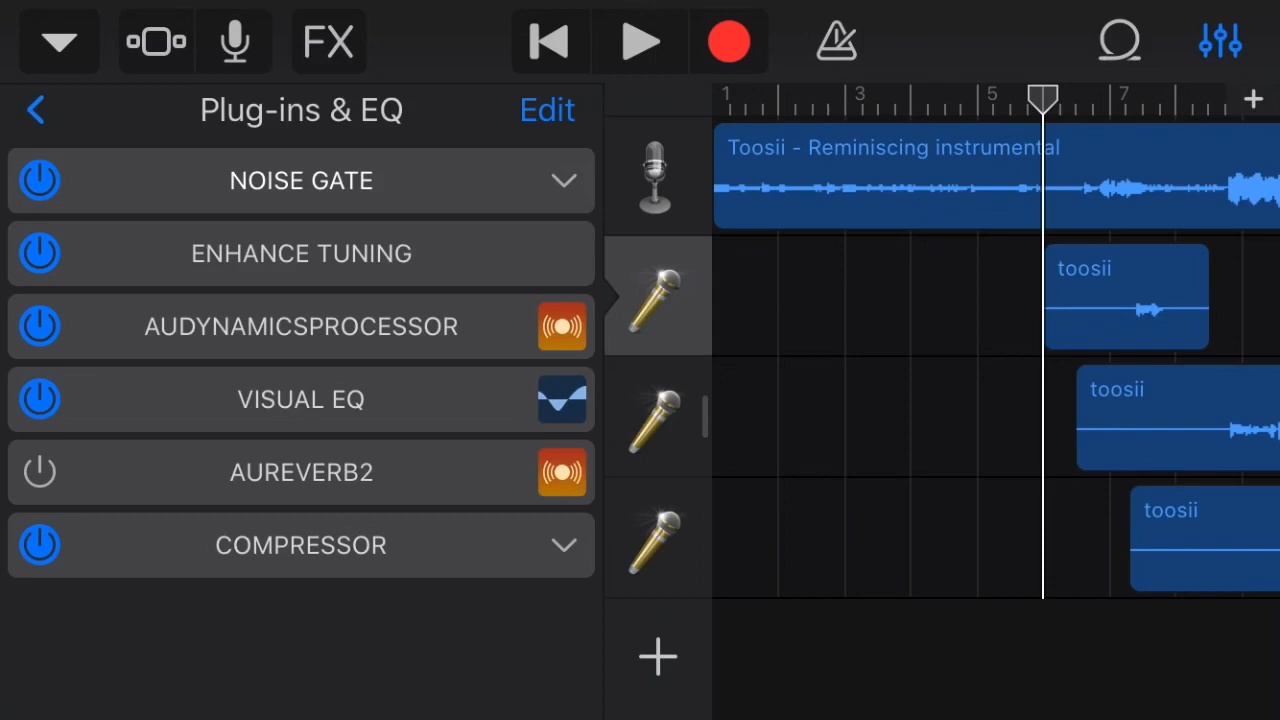 FX
Plug-ins & EQ
Edit
1
3
5
7
+
NOISE GATE
ENHANCE TUNING
AUDYNAMICSPROCESSOR
VISUAL EQ
AUREVERB2
COMPRESSOR
Toosii - Reminiscing instrumental
toosii
toosii
toosii